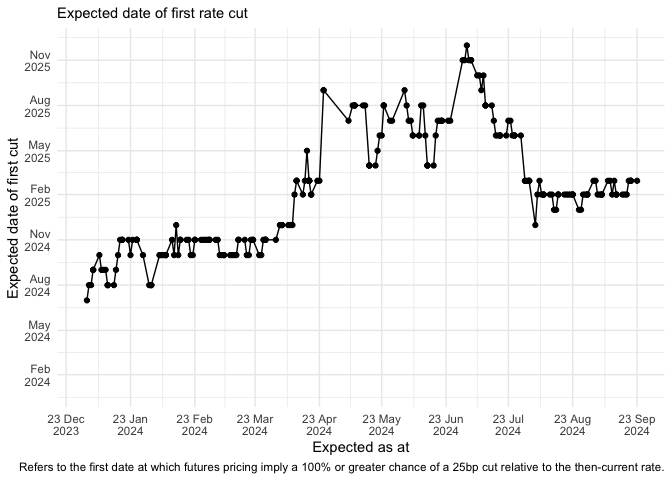 Expected date of first rate cut
Expected date of first cut
Nov
2025
Aug
2025
May
2025
Feb
2025
Nov
2024
Aug
2024
May
2024
Feb
2024
23 Dec
2023
23 Jan
2024
23 Feb
2024
23 Mar
2024
23 Apr
2024
23 May
2024
23 Jun
2024
23 Jul
2024
23 Aug
2024
23 Sep
2024
Expected as at
Refers to the first date at which futures pricing imply a 100% or greater chance of a 25bp cut relative to the then-current rate.